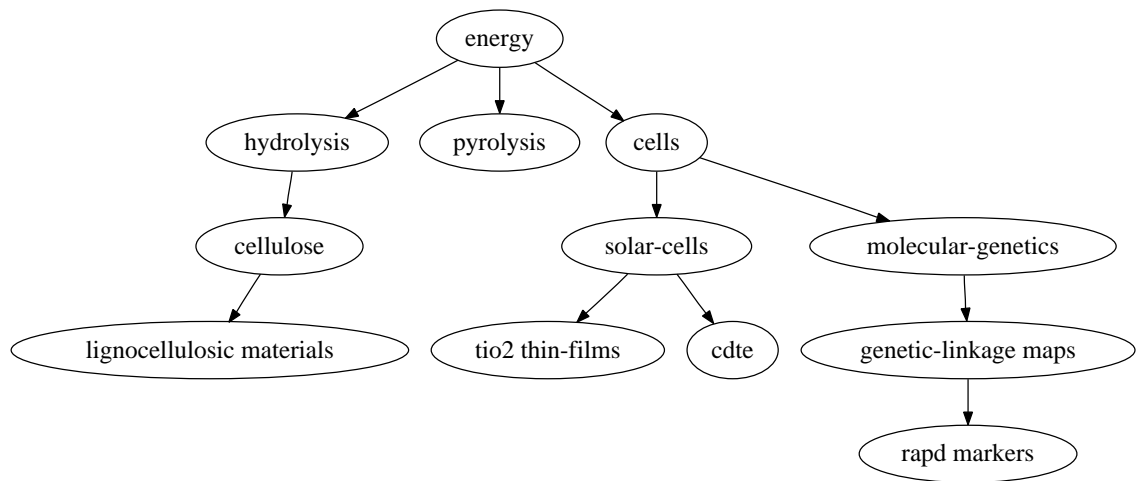 energy
hydrolysis
pyrolysis
cells
cellulose
solar-cells
molecular-genetics
lignocellulosic materials
tio2 thin-films
cdte
genetic-linkage maps
rapd markers